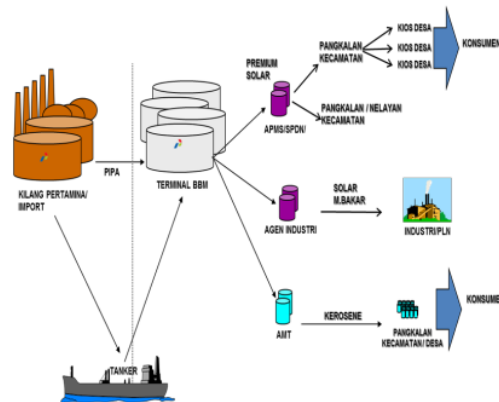 KIOS DESA
PREMIUM
SOLAR
PANGKALAN
KECAMATAN
KIOS DESA
KONSUMEN
KIOS DESA
APMS/SPDN/
PANGKALAN / NELAYAN
KECAMATAN
PIPA
KILANG PERTAMINA/
IMPORT
TERMINAL BBM
SOLAR
M.BAKAR
AGEN INDUSTRI
INDUSTRI/PLN
KEROSENE
KONSUME
AMT
PANGKALAN
KECAMATAN/ DESA
TANKER